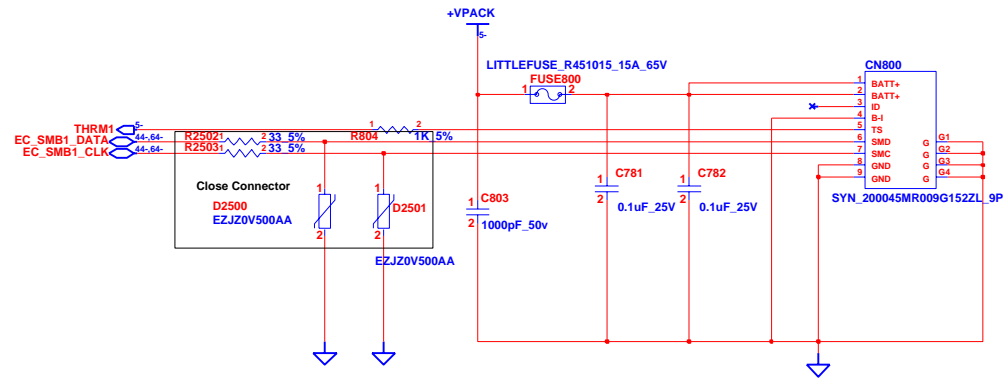 +VPACK
5-
LITTLEFUSE_R451015_15A_65V
FUSE800
1 2
CN800
1 BATT+
2 BATT+
3 ID
4 B-I
5 TS
6 SMD G G1
7 SMC G G2
8 GND G G3
9 GND G G4
SYN_200045MR009G152ZL_9P
THRM1 5-
1 2
R804 1K_5%
EC_SMB1_DATA 44-,64-
R2502 1 2 33_5%
EC_SMB1_CLK 44-,64-
R2503 1 2 33_5%
Close Connector
D2500
EZJZ0V500AA
1
2
1
D2501
2
EZJZ0V500AA
C803
1
2
1000pF_50v
C781
1
2
0.1uF_25V
C782
1
2
0.1uF_25V